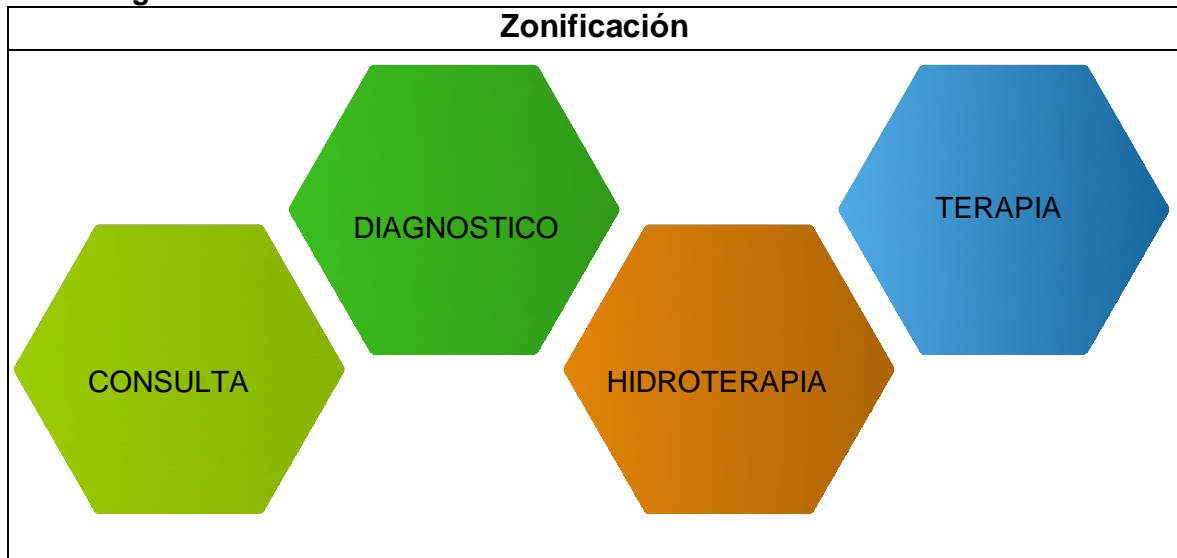 Zonificación
DIAGNOSTICO
TERAPIA
CONSULTA
HIDROTERAPIA